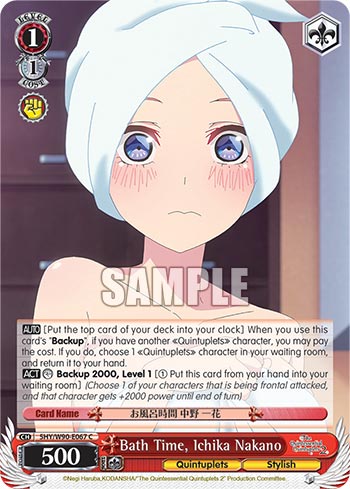 LEVEL
1
1
COST
SAMPLE
AUTO [Put the top card of your deck into your clock] When you use this
card's "Backup", if you have another «Quintuplets» character, you may pay
the cost. If you do, choose 1 «Quintuplets» character in your waiting room,
and return it to your hand.
ACT Backup 2000, Level 1 [① Put this card from your hand into your
waiting room] (Choose 1 of your characters that is being frontal attacked,
and that character gets +2000 power until end of turn)
Card Name お風呂時間 中野 一花
CH 5HY/W90-E067 C
Bath Time, Ichika Nakano
POWER
500
Quintuplets Stylish
©Negi Haruba,KODANSHA/"The Quintessential Quintuplets 2" Production Committee.